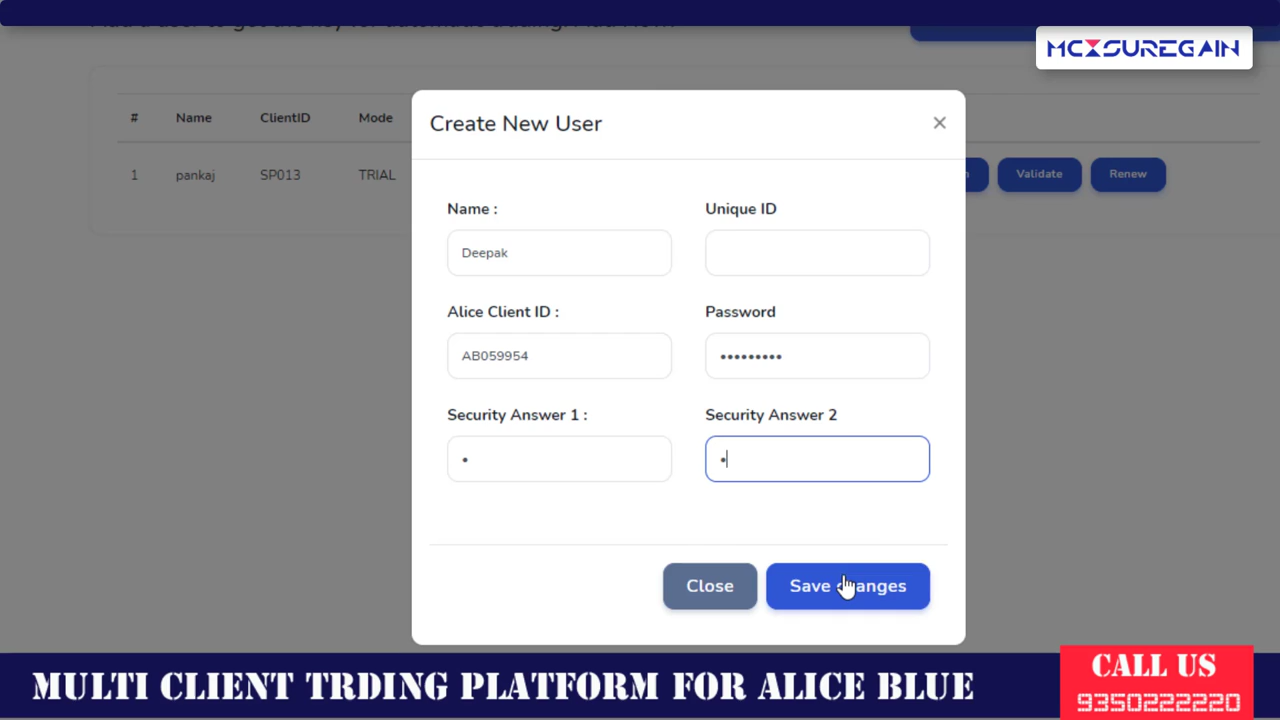 MCXSUREGAIN
# Name ClientID Mode
1 pankaj SP013 TRIAL Validate Renew
Create New User ×
Name : Unique ID
Deepak
Alice Client ID : Password
AB059954 •••••••••
Security Answer 1 : Security Answer 2
• •
Close Save changes
MULTI CLIENT TRDING PLATFORM FOR ALICE BLUE
CALL US
9350222220